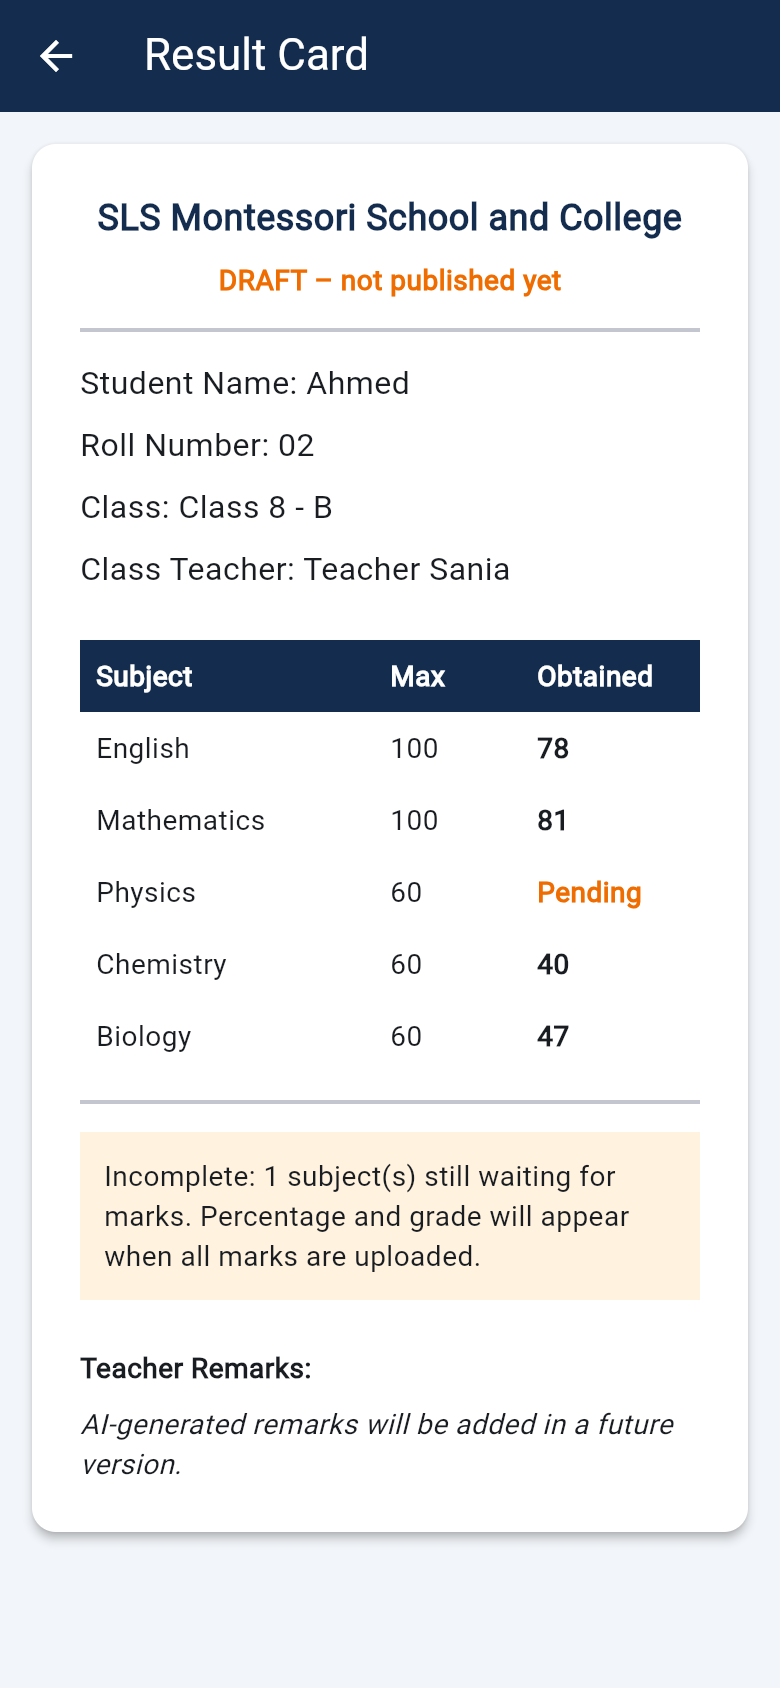 Result Card
SLS Montessori School and College
DRAFT – not published yet
Student Name: Ahmed
Roll Number: 02
Class: Class 8 - B
Class Teacher: Teacher Sania
Subject Max Obtained
English 100 78
Mathematics 100 81
Physics 60 Pending
Chemistry 60 40
Biology 60 47
Incomplete: 1 subject(s) still waiting for
marks. Percentage and grade will appear
when all marks are uploaded.
Teacher Remarks:
AI-generated remarks will be added in a future
version.